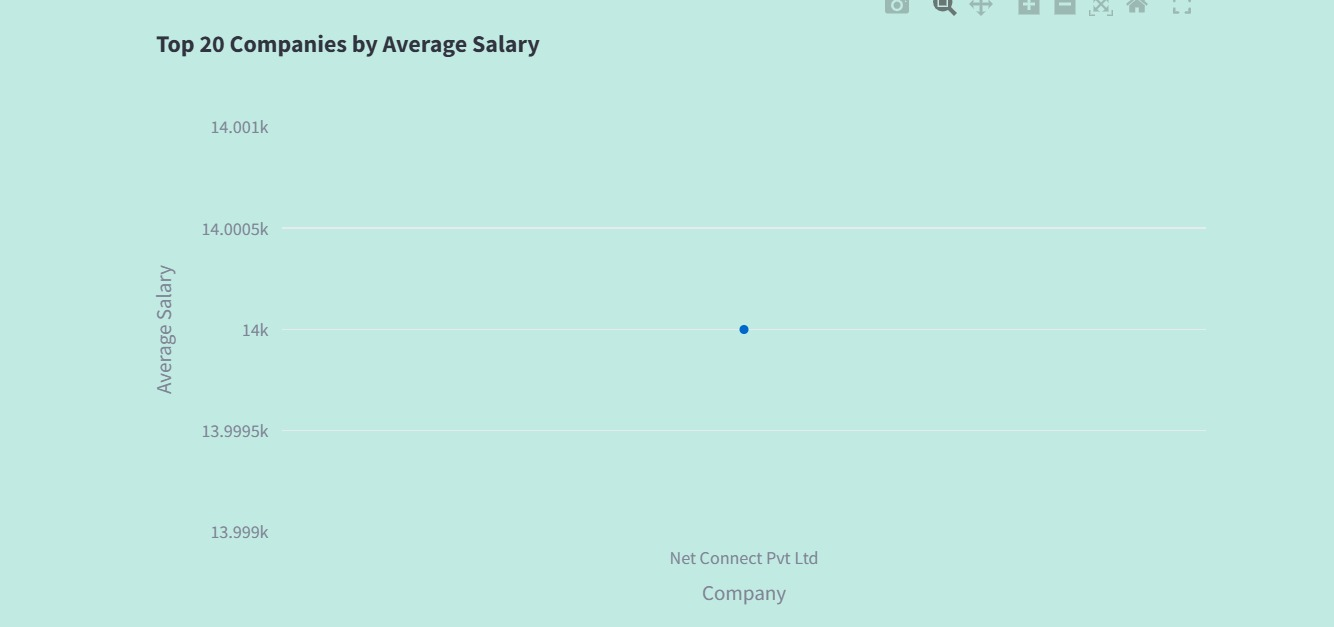 Top 20 Companies by Average Salary
14.001k
14.0005k
14k
13.9995k
13.999k
Average Salary
Net Connect Pvt Ltd
Company